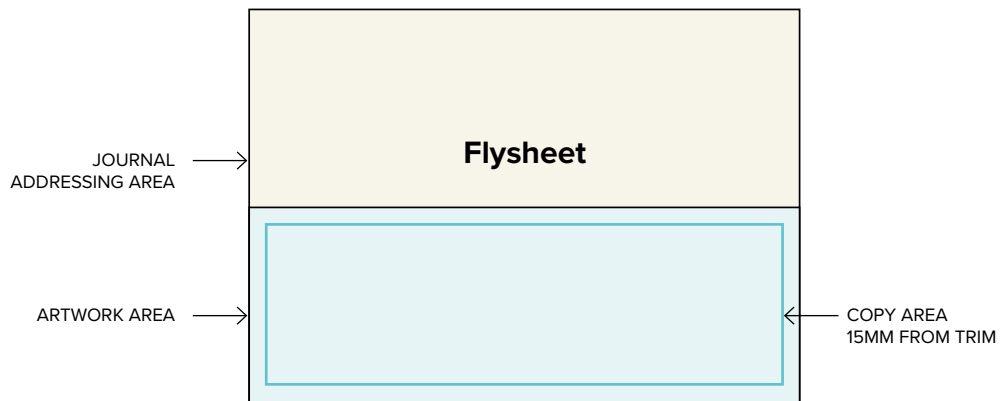 Flysheet
JOURNAL
ADDRESSING AREA
ARTWORK AREA
COPY AREA
15MM FROM TRIM